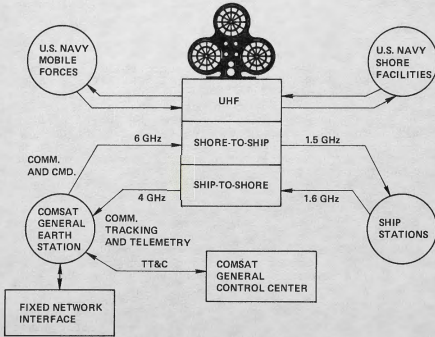 U.S. NAVY
MOBILE
FORCES
U.S. NAVY
SHORE
FACILITIES
UHF
6 GHz
SHORE-TO-SHIP
1.5 GHz
COMM.
AND CMD.
4 GHz
SHIP-TO-SHORE
1.6 GHz
COMSAT
GENERAL
EARTH
STATION
COMM.
TRACKING
AND TELEMETRY
SHIP
STATIONS
TT&C
COMSAT
GENERAL
CONTROL CENTER
FIXED NETWORK
INTERFACE